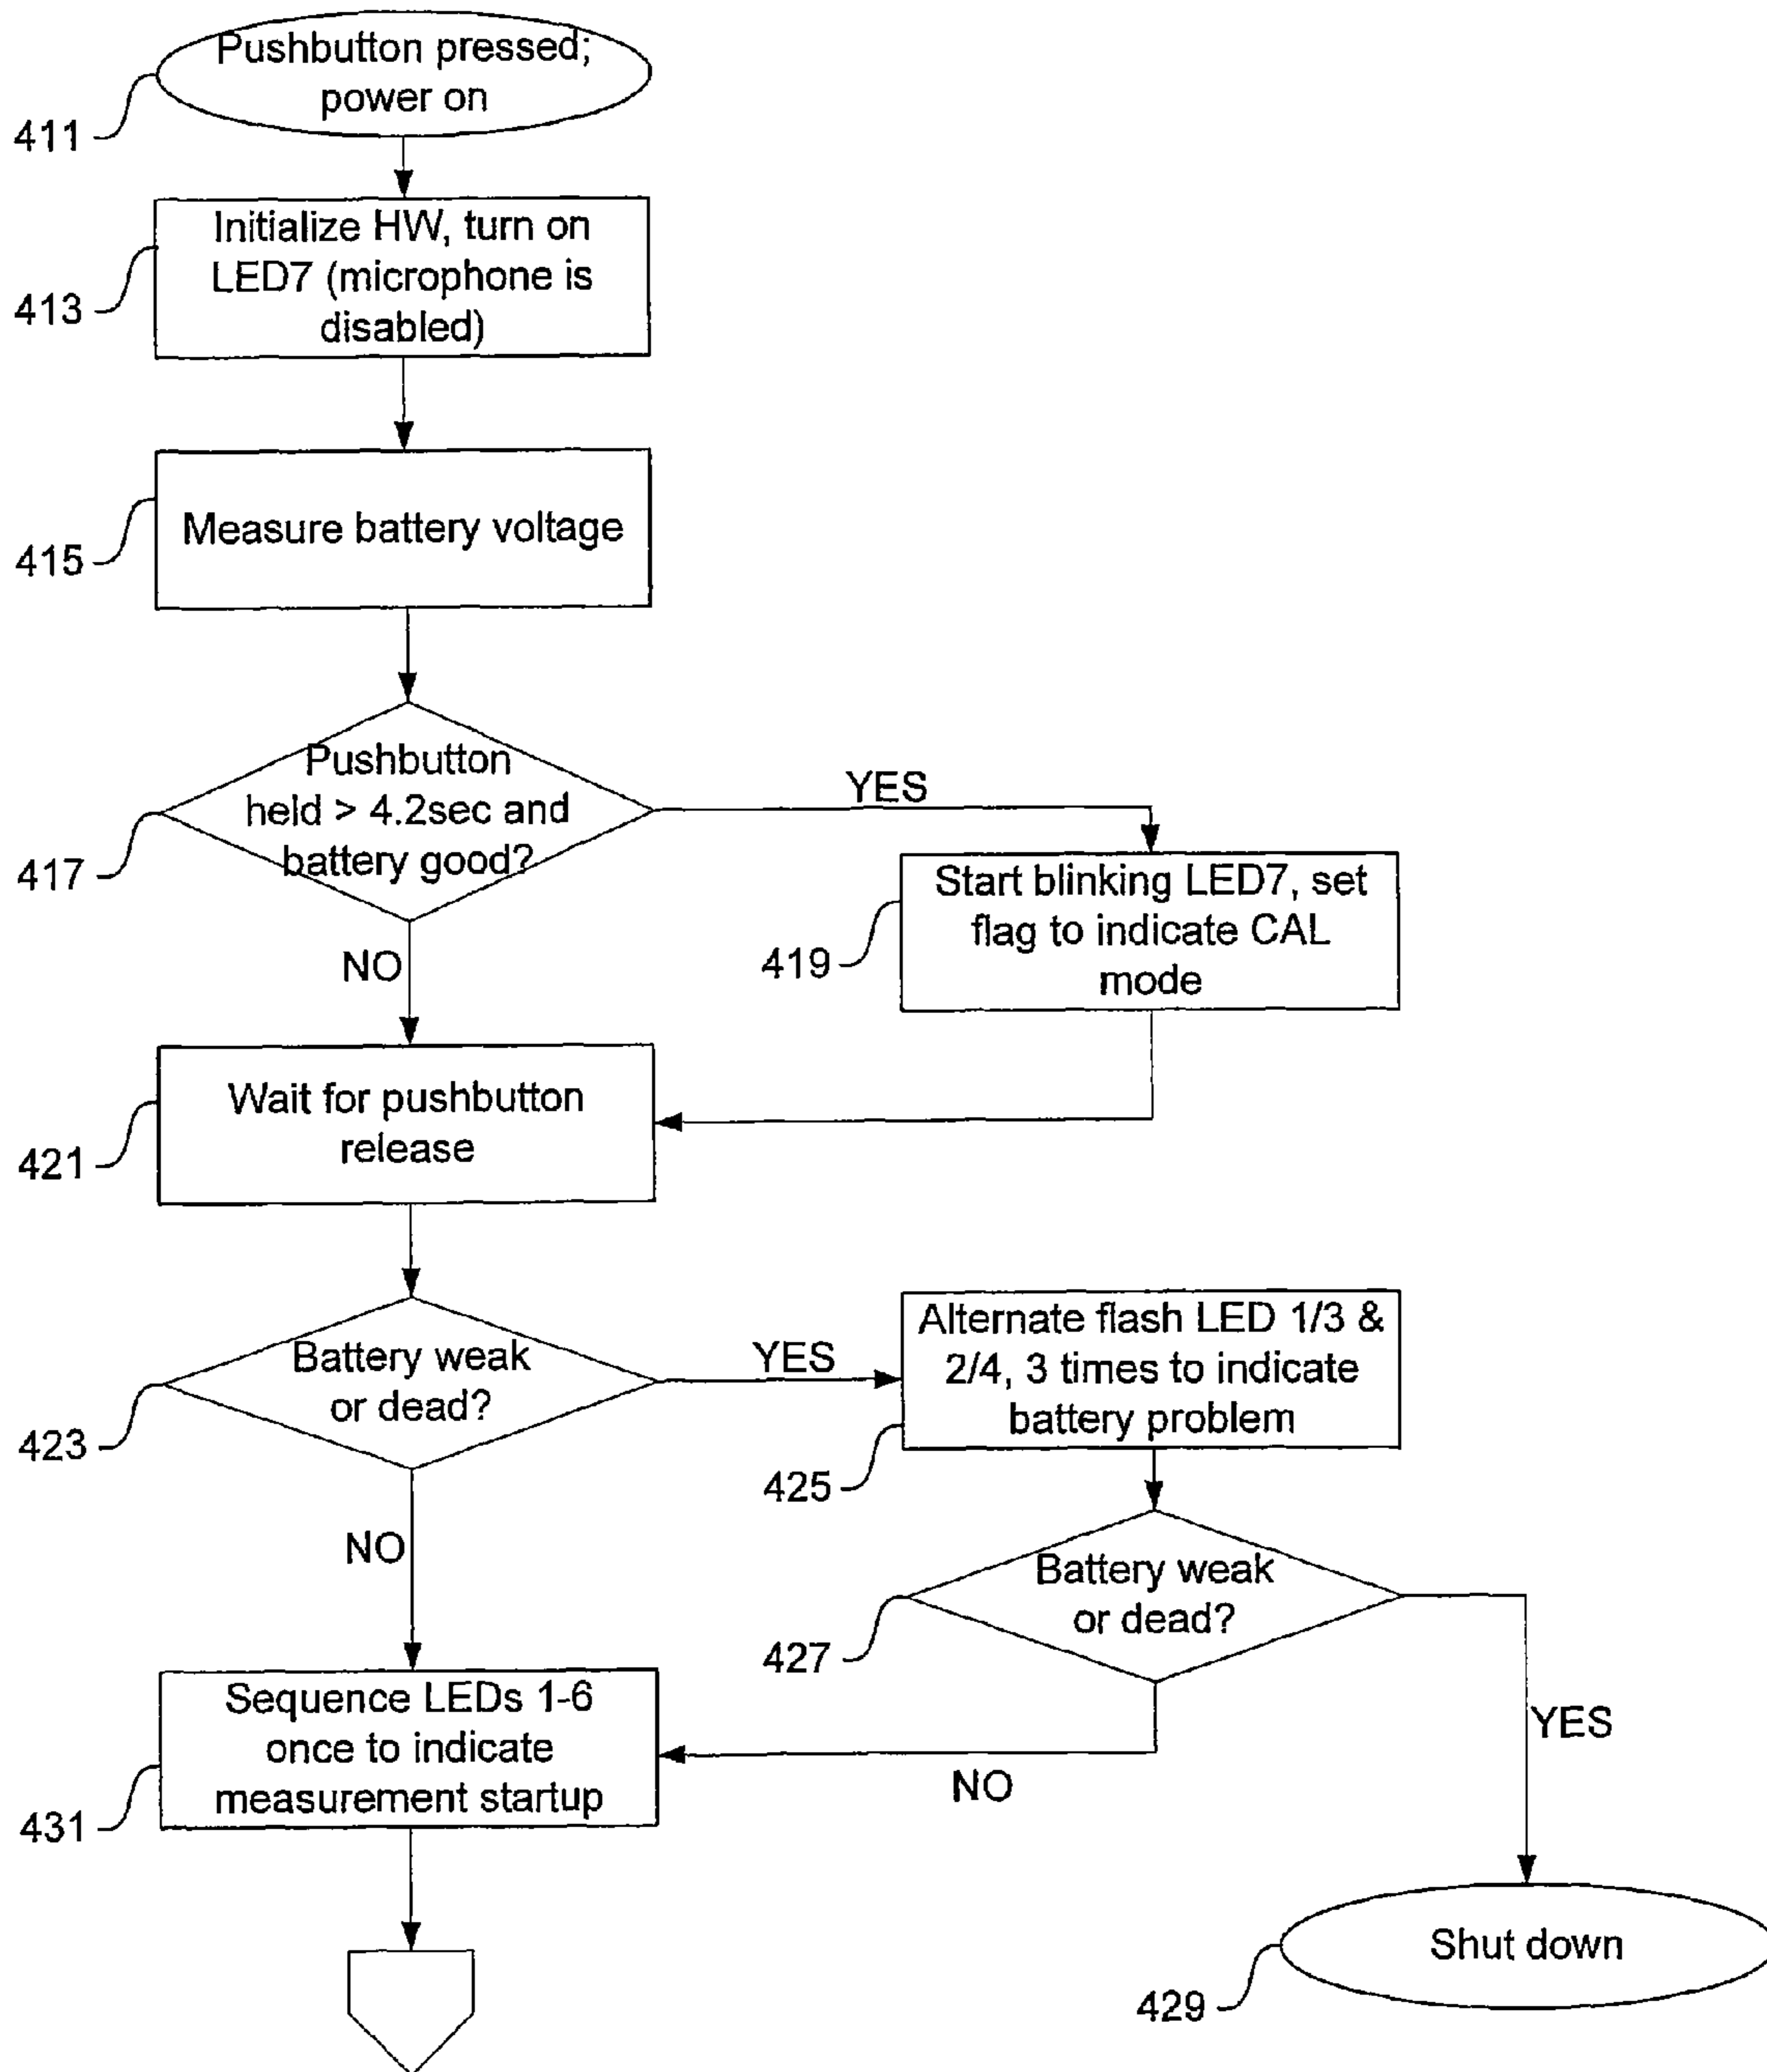 Pushbutton pressed;
power on
411
Initialize HW, turn on
LED7 (microphone is
disabled)
413
Measure battery voltage
415
Pushbutton
held > 4.2sec and
battery good?
417
YES
NO
Start blinking LED7, set
flag to indicate CAL
mode
419
Wait for pushbutton
release
421
Battery weak
or dead?
423
YES
NO
Alternate flash LED 1/3 &
2/4, 3 times to indicate
battery problem
425
Battery weak
or dead?
427
YES
NO
Sequence LEDs 1-6
once to indicate
measurement startup
431
Shut down
429